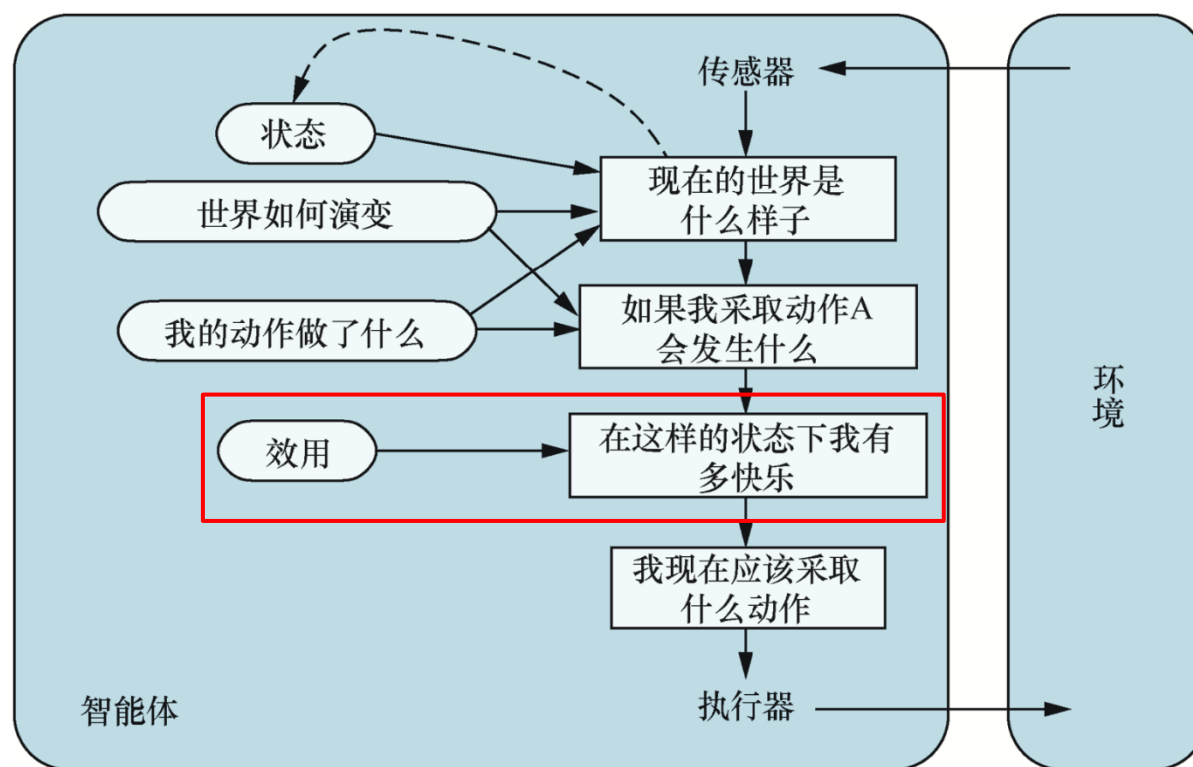 传感器
状态
现在的世界是
什么样子
世界如何演变
如果我采取动作A
会发生什么
我的动作做了什么
环
境
效用
在这样的状态下我有
多快乐
我现在应该采取
什么动作
智能体
执行器